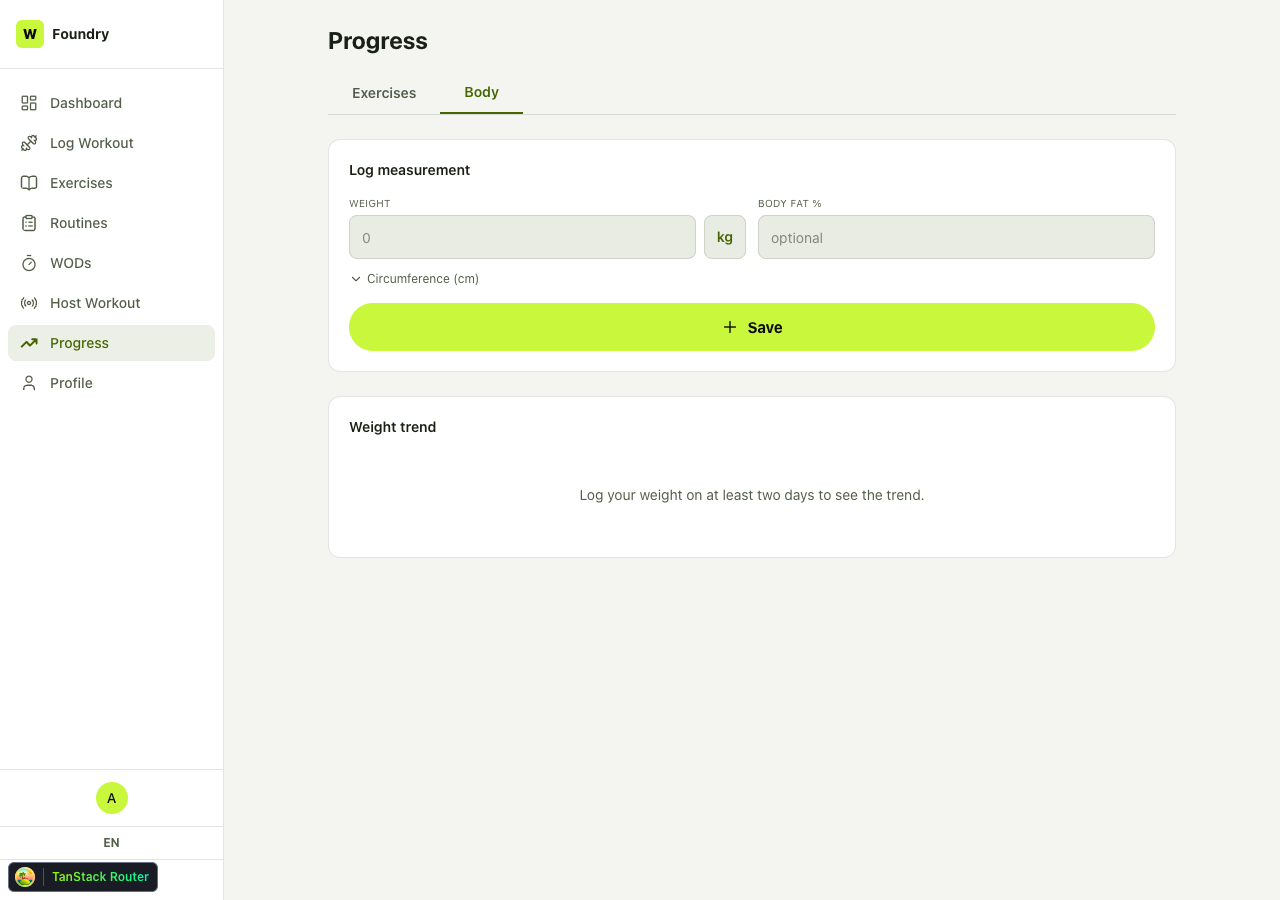 W Foundry
Dashboard
Log Workout
Exercises
Routines
WODs
Host Workout
Progress
Profile
A
EN
TanStack Router
Progress
Exercises Body
Log measurement
WEIGHT BODY FAT %
0 kg optional
Circumference (cm)
+ Save
Weight trend
Log your weight on at least two days to see the trend.